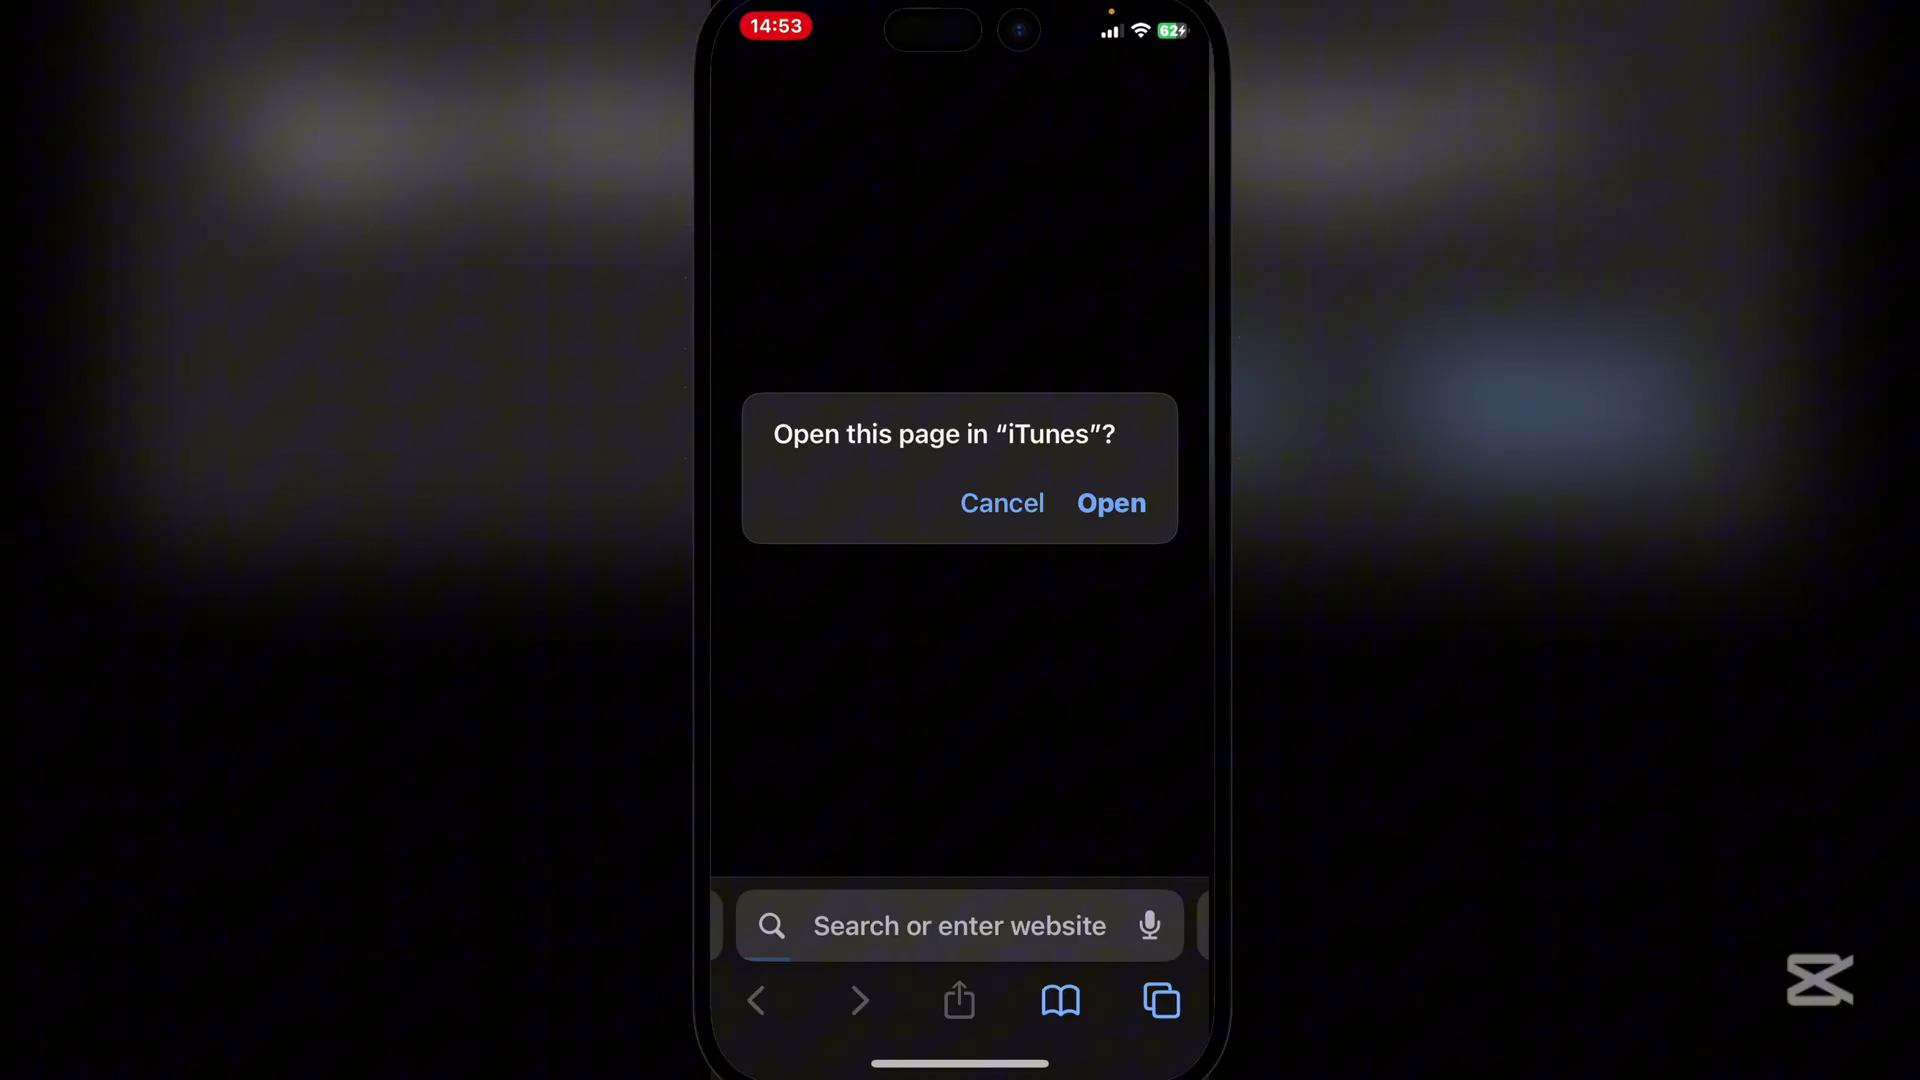 14:53
62
Open this page in “iTunes”?
Cancel Open
Search or enter website